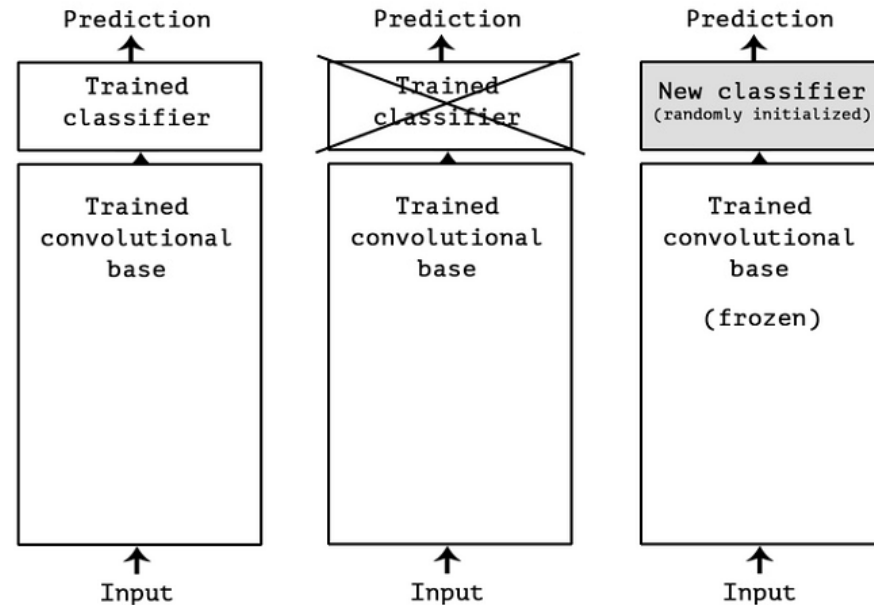 Prediction
Trained
classifier
Trained
convolutional
base
Input
Prediction
Trained
classifier
Trained
convolutional
base
Input
Prediction
New classifier
(randomly initialized)
Trained
convolutional
base
(frozen)
Input